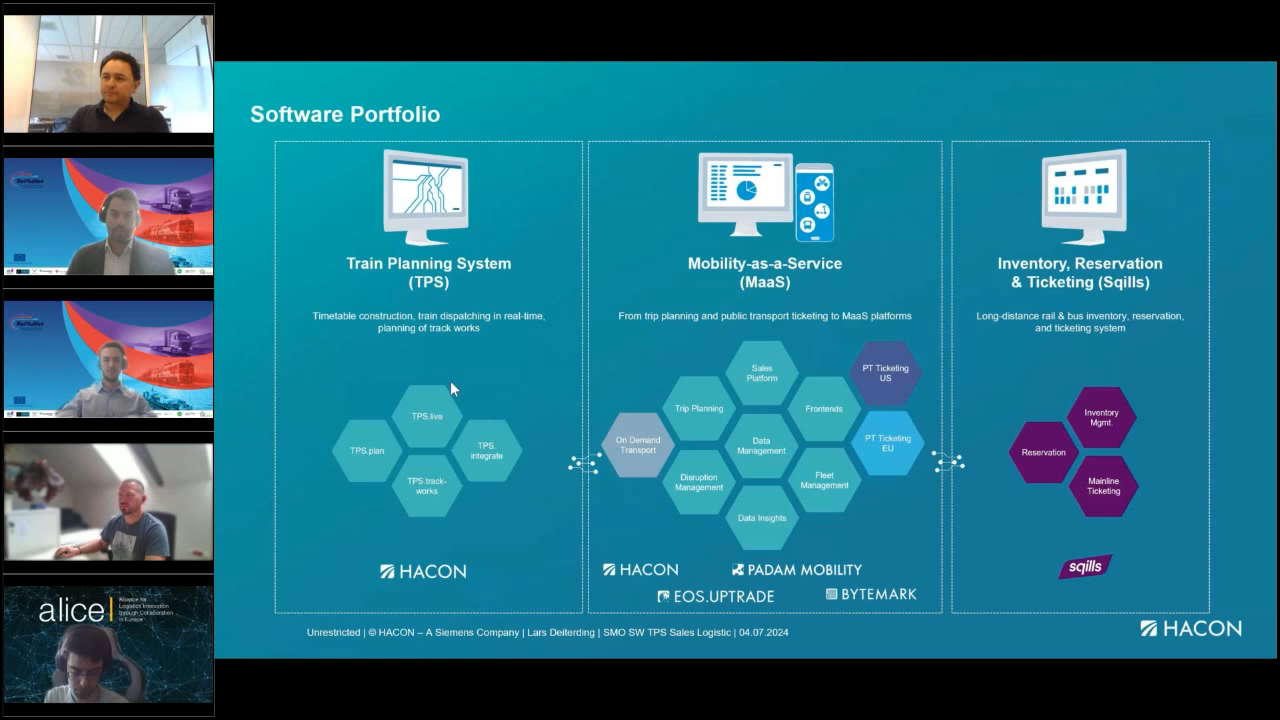 Software Portfolio
Train Planning System
(TPS)
Timetable construction, train dispatching in real-time,
planning of track works
TPS.live
TPS.plan
TPS.
integrate
TPS.track-
works
HACON
Mobility-as-a-Service
(MaaS)
From trip planning and public transport ticketing to MaaS platforms
Sales
Platform
PT Ticketing
US
Trip Planning
Frontends
On Demand
Transport
Data
Management
PT Ticketing
EU
Disruption
Management
Fleet
Management
Data Insights
HACON
PADAM MOBILITY
EOS.UPTRADE
BYTEMARK
Inventory, Reservation
& Ticketing (Sqills)
Long-distance rail & bus inventory, reservation,
and ticketing system
Inventory
Mgmt.
Reservation
Mainline
Ticketing
sqills
Unrestricted | © HACON – A Siemens Company | Lars Deiterding | SMO SW TPS Sales Logistic | 04.07.2024
HACON
alice
Alliance for
Logistics Innovation
through Collaboration
in Europe